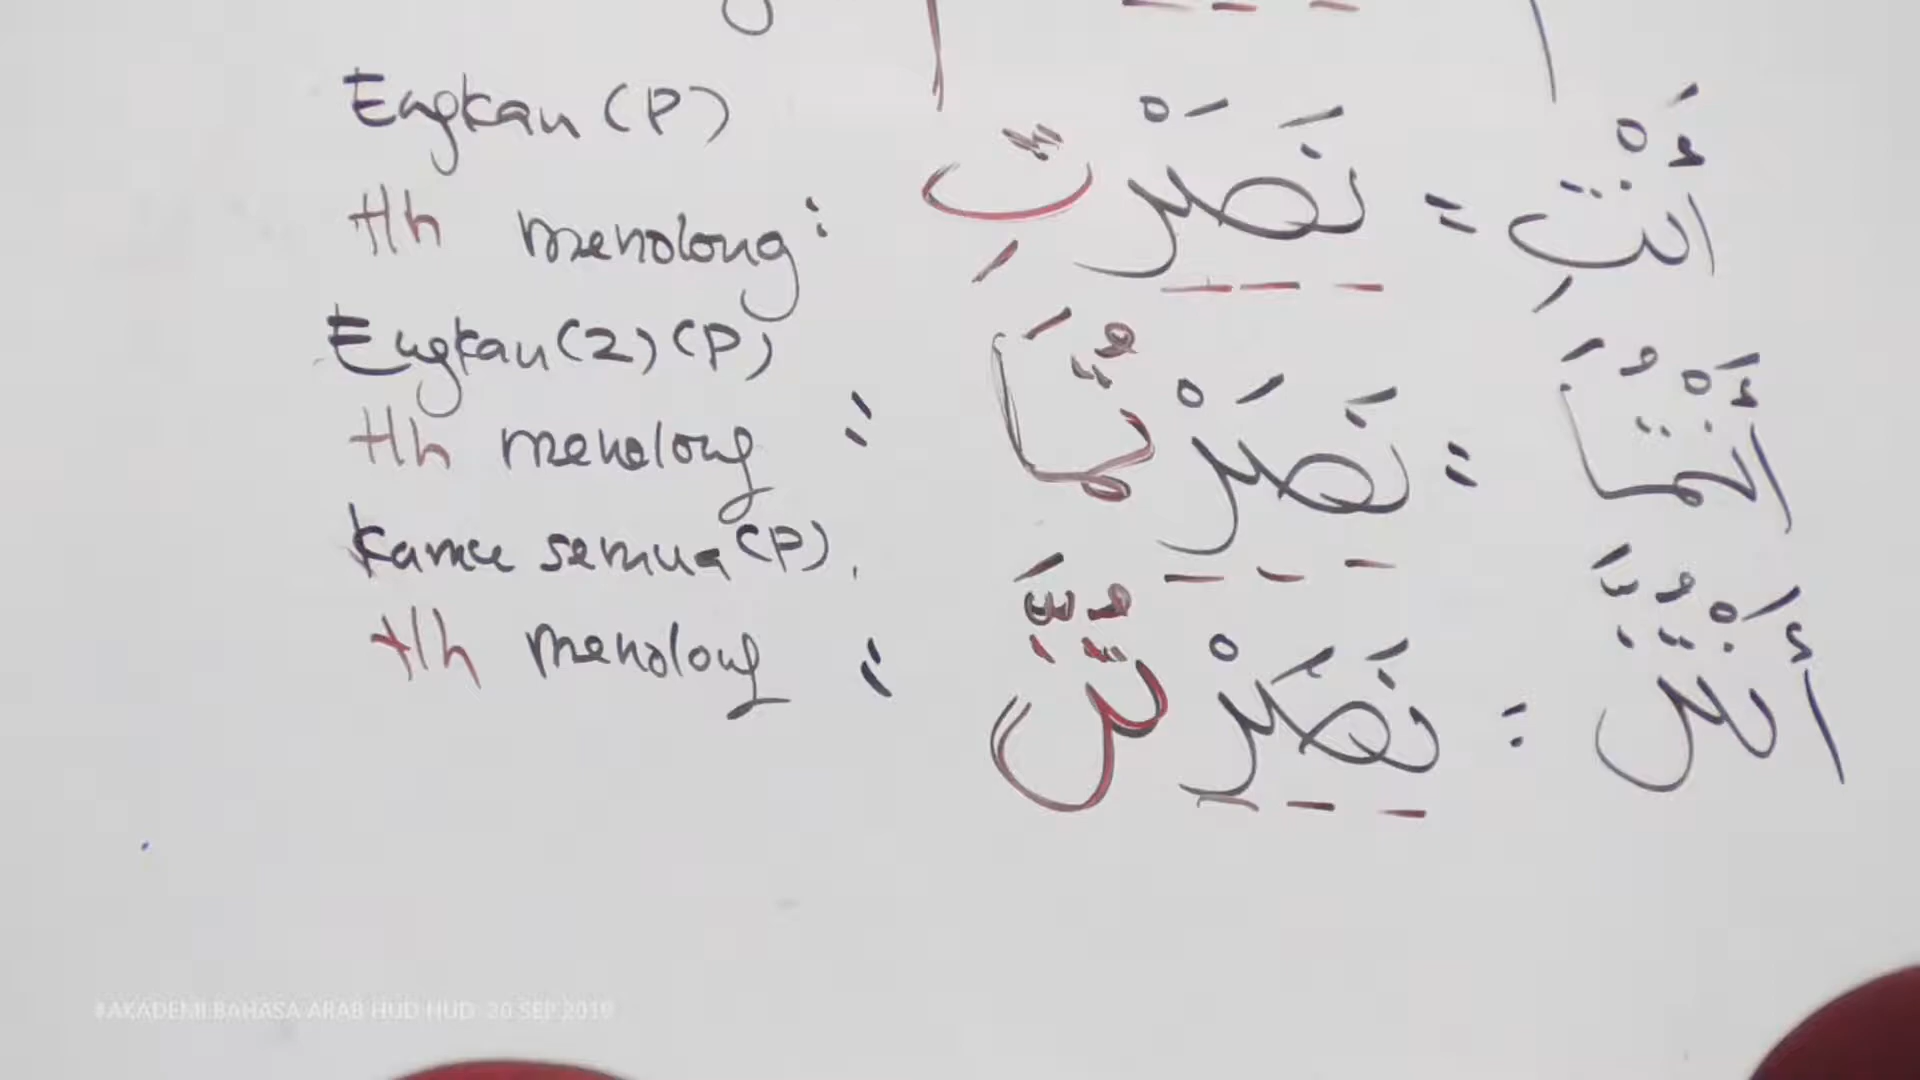 Engkau (P)
tlh menolong : نَصَرْتِ = أَنْتِ
Engkau (2) (P)
tlh menolong : نَصَرْتُمَا : أَنْتُمَا
kamu semua (P).
tlh menolong : نَصَرْتُنَّ : أَنْتُنَّ
#AKADEMI BAHASA ARAB HUD HUD 20 SEP 2019